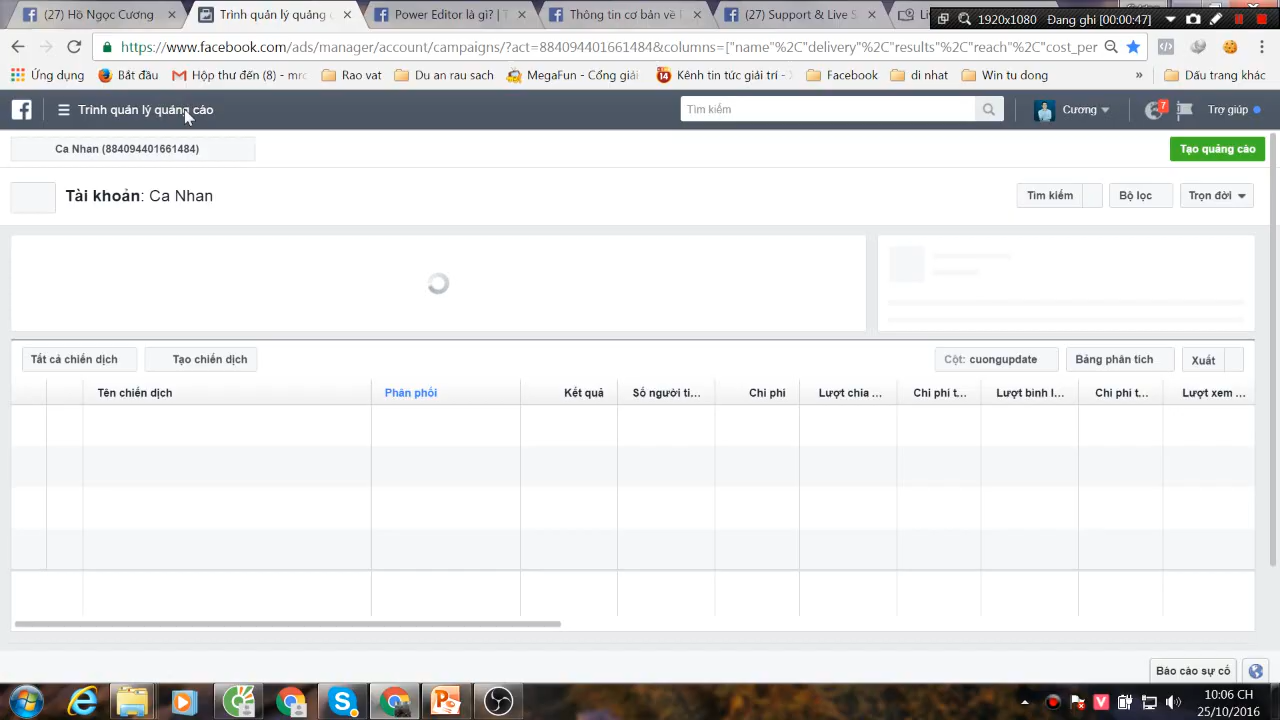 (27) Hồ Ngọc Cương
Trình quản lý quảng c
Power Editor là gì?
Thông tin cơ bản về
(27) Support & Live S
1920x1080 Đang ghi [00:00:47]
https://www.facebook.com/ads/manager/account/campaigns/?act=884094401661484&columns=["name"%2C"delivery"%2C"results"%2C"reach"%2C"cost_per
Ứng dụng
Bắt đầu
Hộp thư đến (8) - mrc
Rao vat
Du an rau sach
MegaFun - Cổng giải
Kênh tin tức giải trí -
Facebook
di nhat
Win tu dong
»
Dấu trang khác
Trình quản lý quảng cáo
Tìm kiếm
Cương
7
Trợ giúp
Ca Nhan (884094401661484)
Tạo quảng cáo
Tài khoản: Ca Nhan
Tìm kiếm
Bộ lọc
Trọn đời
Tất cả chiến dịch
Tạo chiến dịch
Cột: cuongupdate
Bảng phân tích
Xuất
Tên chiến dịch
Phân phối
Kết quả
Số người ti...
Chi phí
Lượt chia ...
Chi phí t...
Lượt bình l...
Chi phí t...
Lượt xem ...
Báo cáo sự cố
10:06 CH
25/10/2016